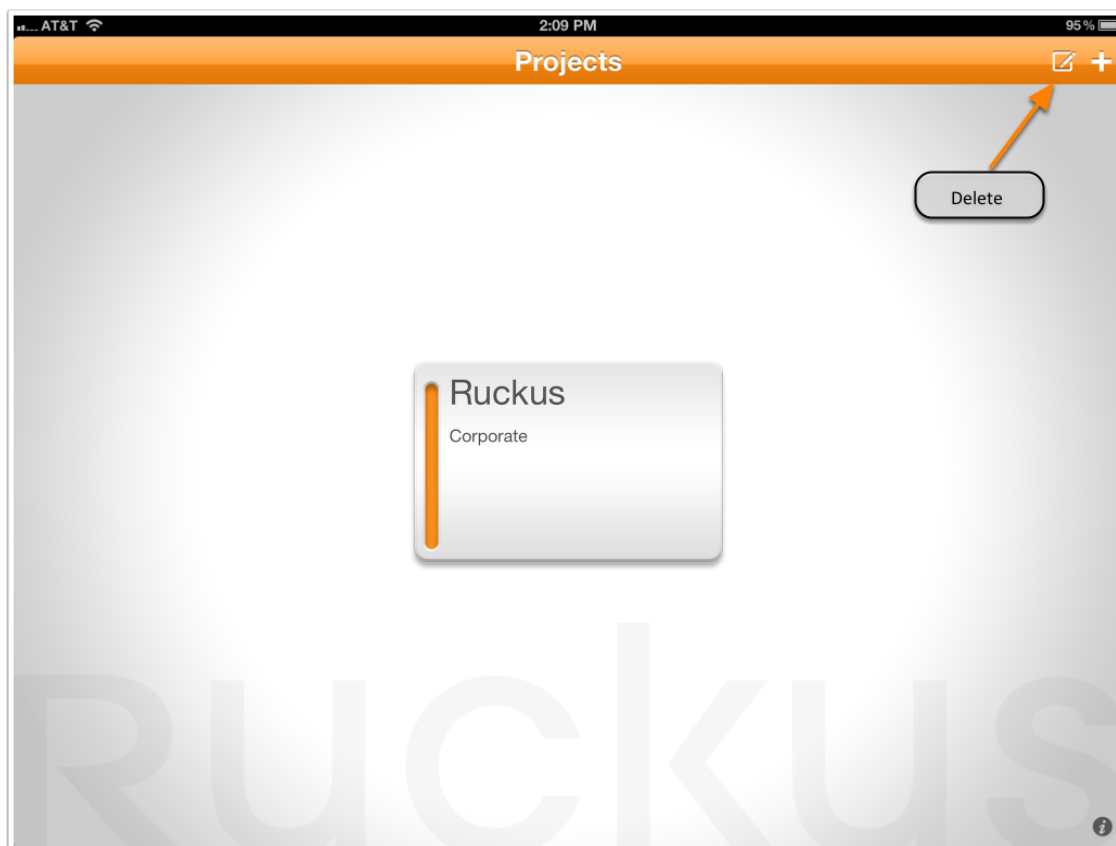 AT&T 2:09 PM 95%
Projects
Delete
Ruckus
Corporate
Ruckus